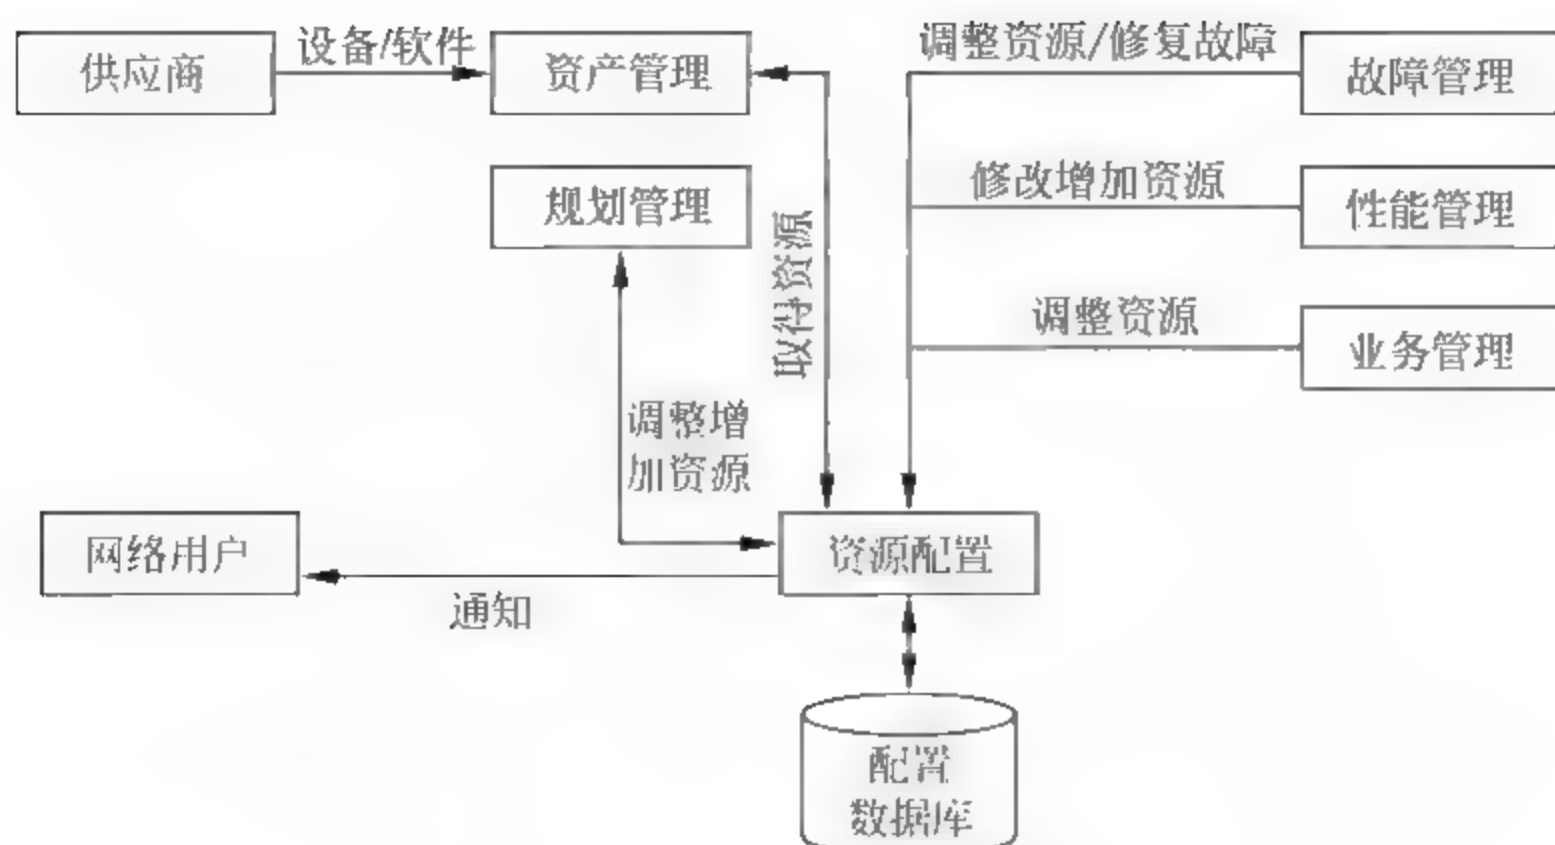 供应商
设备/软件
资产管理
调整资源/修复故障
故障管理
规划管理
修改增加资源
性能管理
取得资源
调整资源
业务管理
调整增
加资源
网络用户
通知
资源配置
配置
数据库